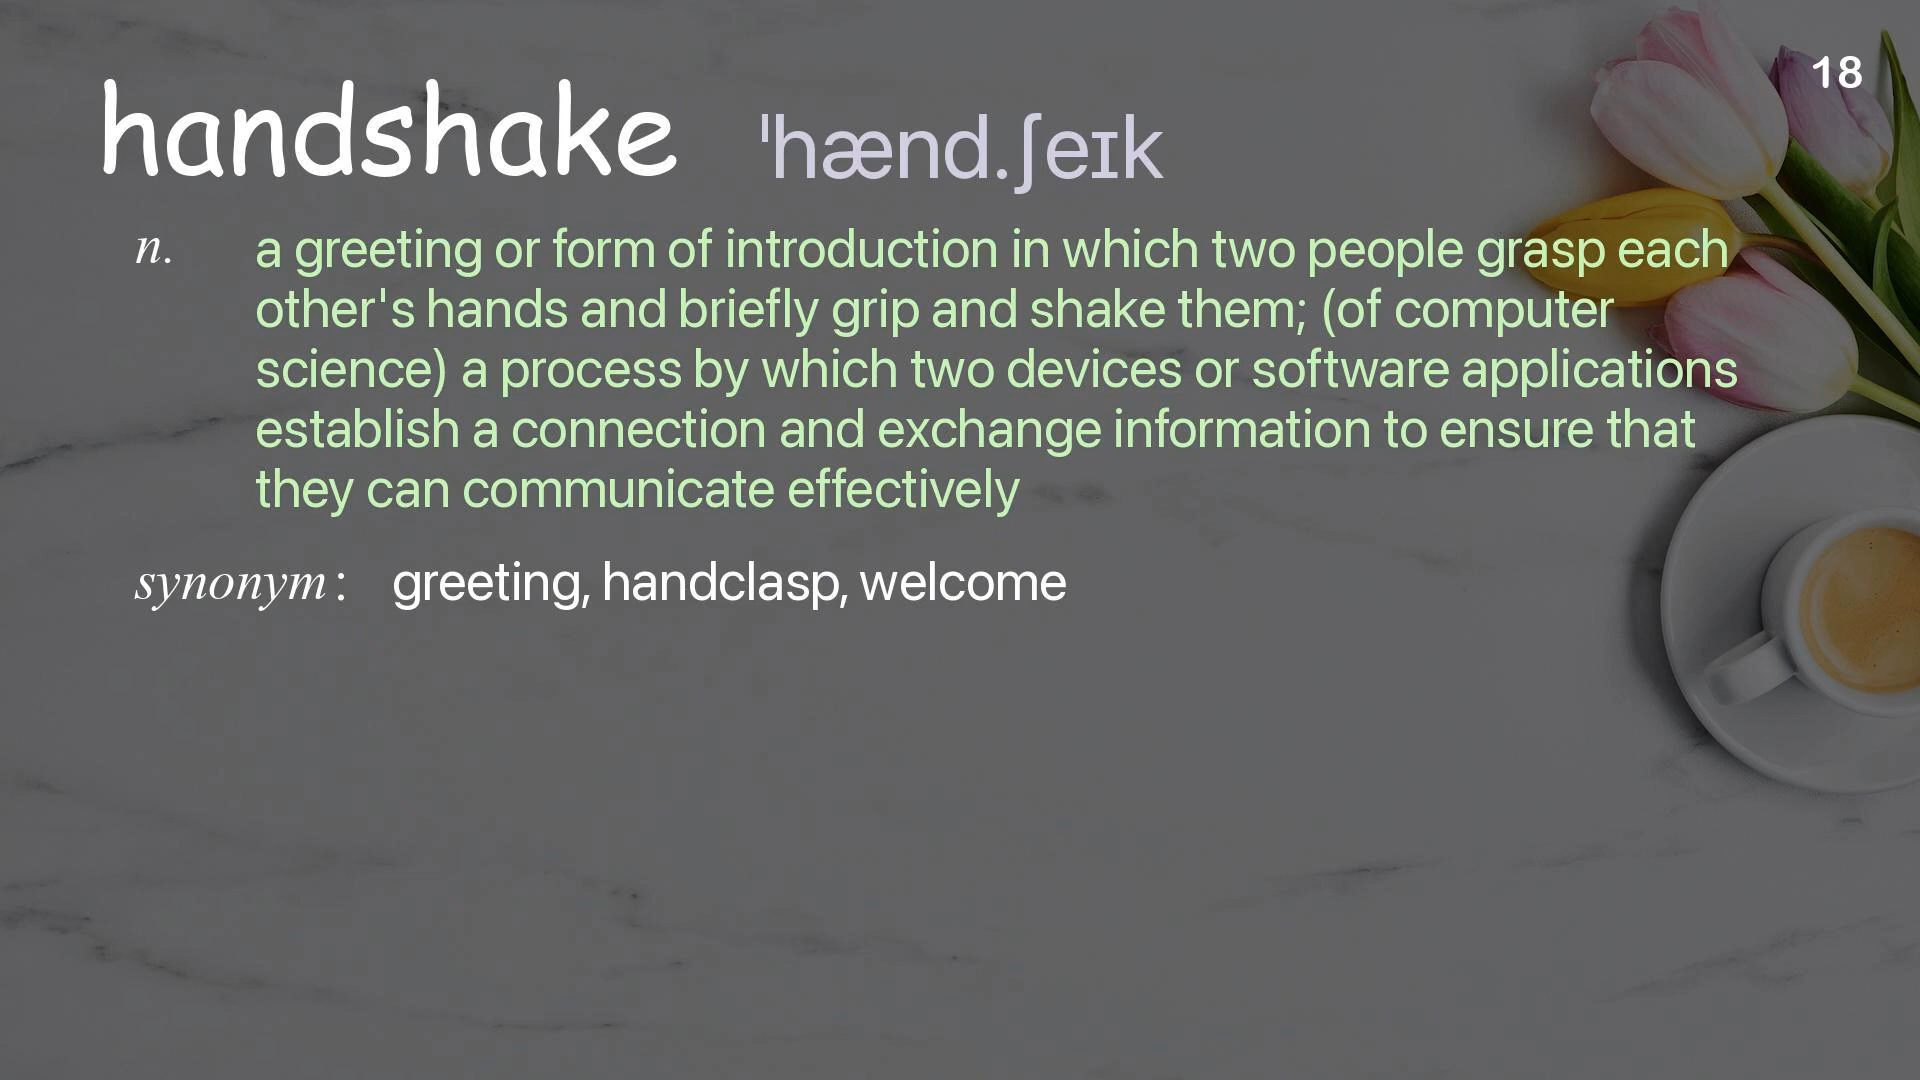 18
handshake ˈhænd.ʃeɪk
n. a greeting or form of introduction in which two people grasp each
other's hands and briefly grip and shake them; (of computer
science) a process by which two devices or software applications
establish a connection and exchange information to ensure that
they can communicate effectively
synonym: greeting, handclasp, welcome